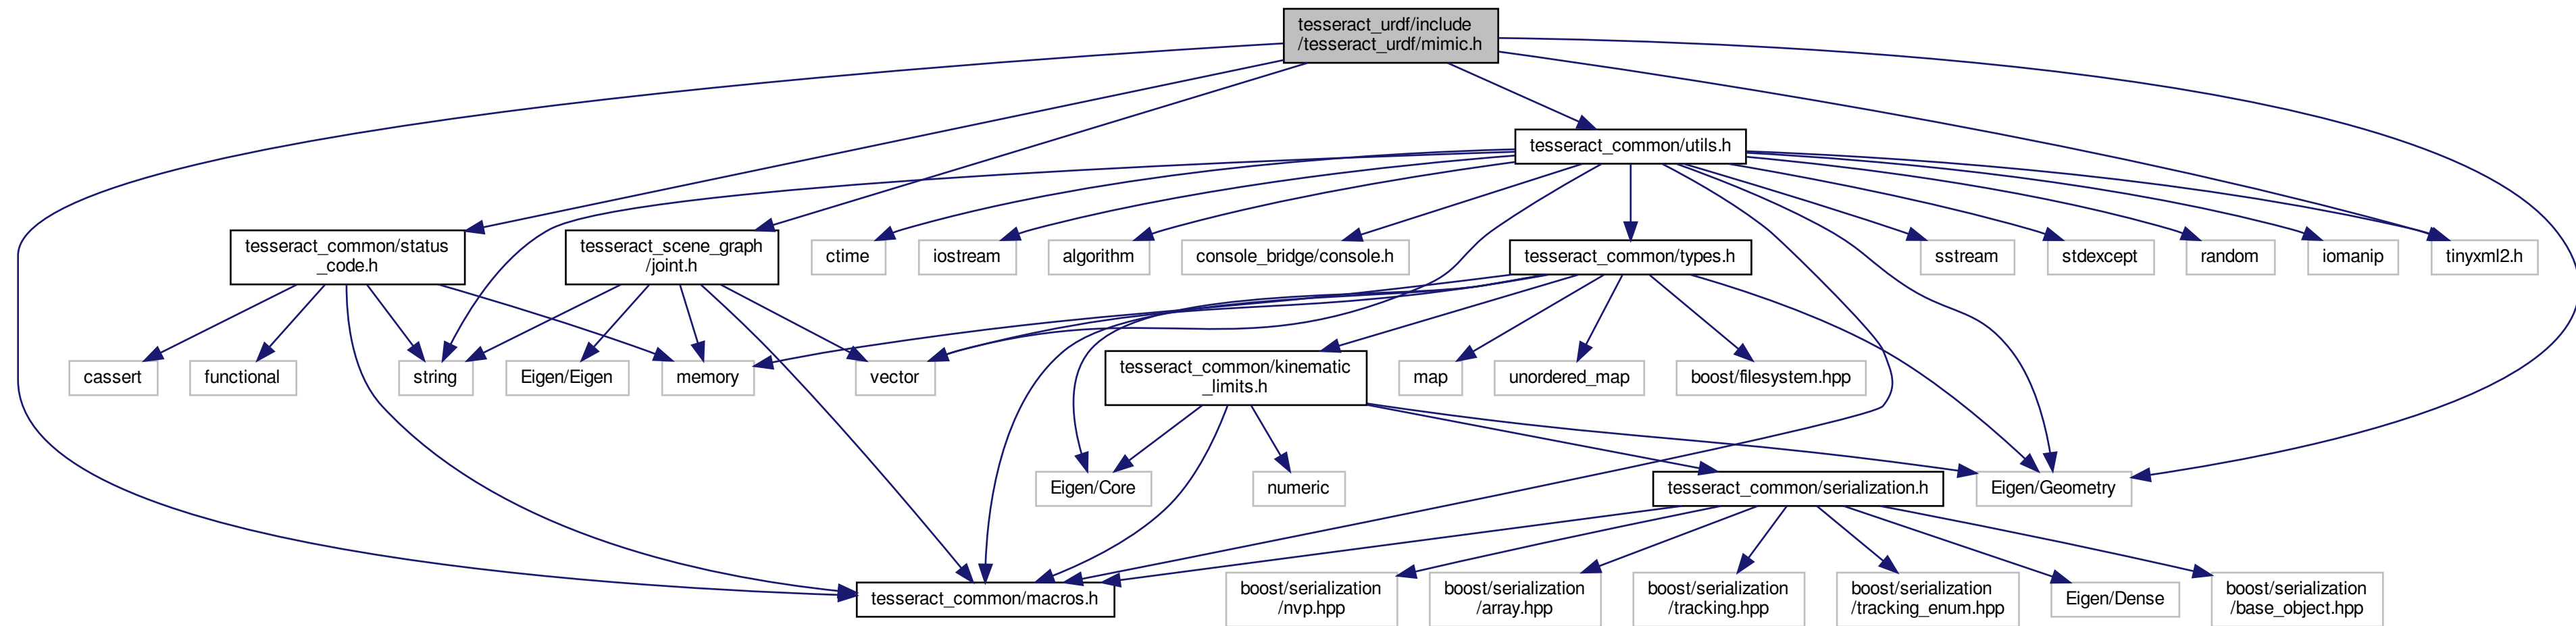 tesseract_urdf/include
/tesseract_urdf/mimic.h
tesseract_common/utils.h
tesseract_common/status
_code.h
tesseract_scene_graph
/joint.h
ctime
iostream
algorithm
console_bridge/console.h
tesseract_common/types.h
sstream
stdexcept
random
iomanip
tinyxml2.h
cassert
functional
string
Eigen/Eigen
memory
vector
tesseract_common/kinematic
_limits.h
map
unordered_map
boost/filesystem.hpp
Eigen/Core
numeric
tesseract_common/serialization.h
Eigen/Geometry
tesseract_common/macros.h
boost/serialization
/nvp.hpp
boost/serialization
/array.hpp
boost/serialization
/tracking.hpp
boost/serialization
/tracking_enum.hpp
Eigen/Dense
boost/serialization
/base_object.hpp